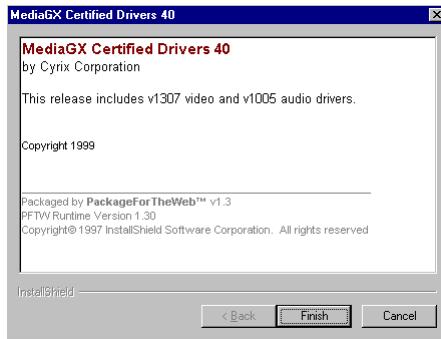 MediaGX Certified Drivers 40
MediaGX Certified Drivers 40
by Cyrix Corporation
This release includes v1307 video and v1005 audio drivers.
Copyright 1999
Packaged by PackageForTheWeb™ v1.3
PFTW Runtime Version 1.30
Copyright© 1997 InstallShield Software Corporation. All rights reserved
InstallShield
< Back Finish Cancel